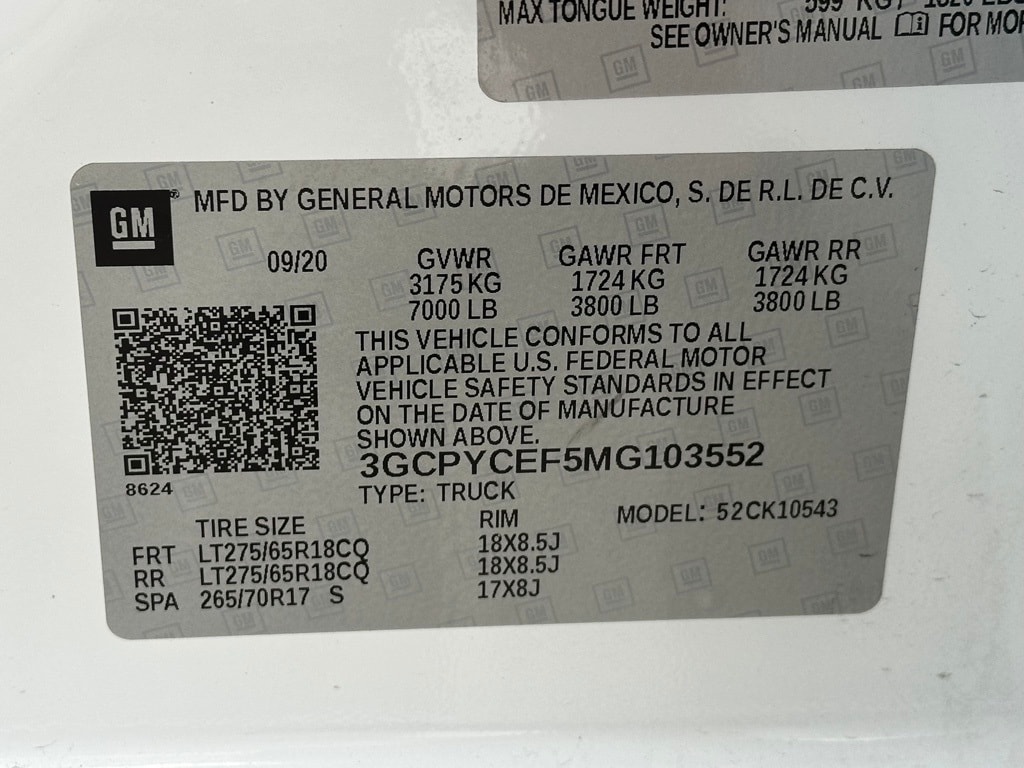 MAX TONGUE WEIGHT: 599 KG
SEE OWNER'S MANUAL FOR
GM
MFD BY GENERAL MOTORS DE MEXICO, S. DE R.L. DE C.V.
09/20 GVWR GAWR FRT GAWR RR
3175 KG 1724 KG 1724 KG
7000 LB 3800 LB 3800 LB
THIS VEHICLE CONFORMS TO ALL
APPLICABLE U.S. FEDERAL MOTOR
VEHICLE SAFETY STANDARDS IN EFFECT
ON THE DATE OF MANUFACTURE
SHOWN ABOVE.
3GCPYCEF5MG103552
8624
TYPE: TRUCK
TIRE SIZE RIM MODEL: 52CK10543
FRT LT275/65R18CQ 18X8.5J
RR LT275/65R18CQ 18X8.5J
SPA 265/70R17 S 17X8J